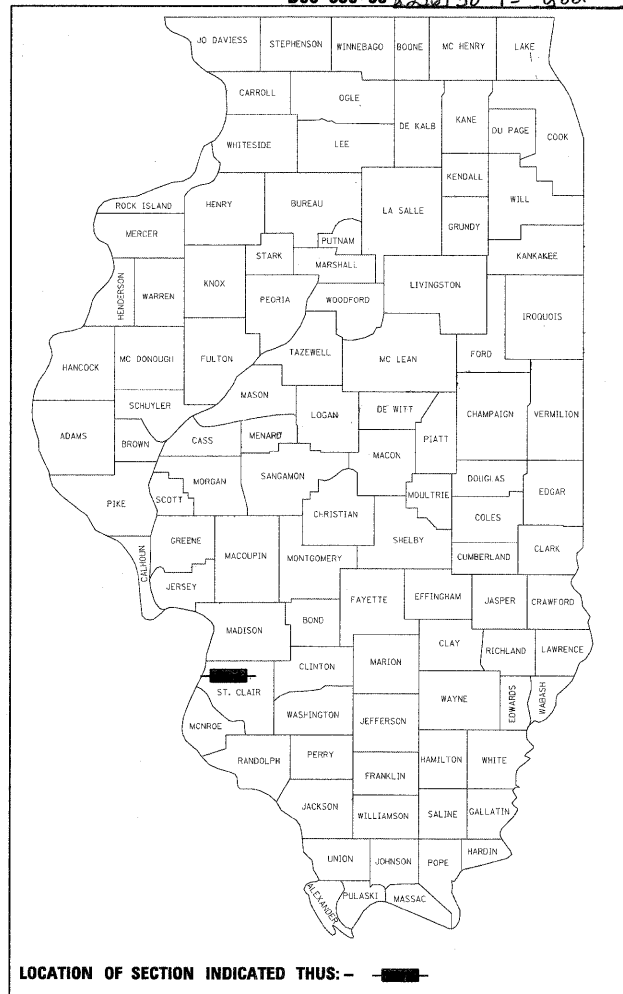 JO DAVIESS STEPHENSON WINNEBAGO BOONE MC HENRY LAKE
CARROLL OGLE DE KALB KANE DU PAGE COOK
WHITESIDE LEE
KENDALL WILL
ROCK ISLAND HENRY BUREAU LA SALLE GRUNDY
MERCER PUTNAM
STARK MARSHALL KANKAKEE
HENDERSON WARREN KNOX PEORIA WOODFORD LIVINGSTON IROQUOIS
HANCOCK MC DONOUGH FULTON TAZEWELL MC LEAN FORD
SCHUYLER MASON LOGAN DE WITT CHAMPAIGN VERMILION
ADAMS BROWN CASS MENARD MACON PIATT
PIKE SCOTT MORGAN SANGAMON MOULTRIE DOUGLAS EDGAR
CHRISTIAN COLES
CALHOUN GREENE MACOUPIN MONTGOMERY SHELBY CUMBERLAND CLARK
JERSEY FAYETTE EFFINGHAM JASPER CRAWFORD
MADISON BOND
CLAY RICHLAND LAWRENCE
CLINTON MARION
ST. CLAIR WAYNE EDWARDS WABASH
MONROE WASHINGTON JEFFERSON
RANDOLPH PERRY HAMILTON WHITE
FRANKLIN
JACKSON WILLIAMSON SALINE GALLATIN
UNION JOHNSON POPE HARDIN
ALEXANDER PULASKI MASSAC
LOCATION OF SECTION INDICATED THUS: –